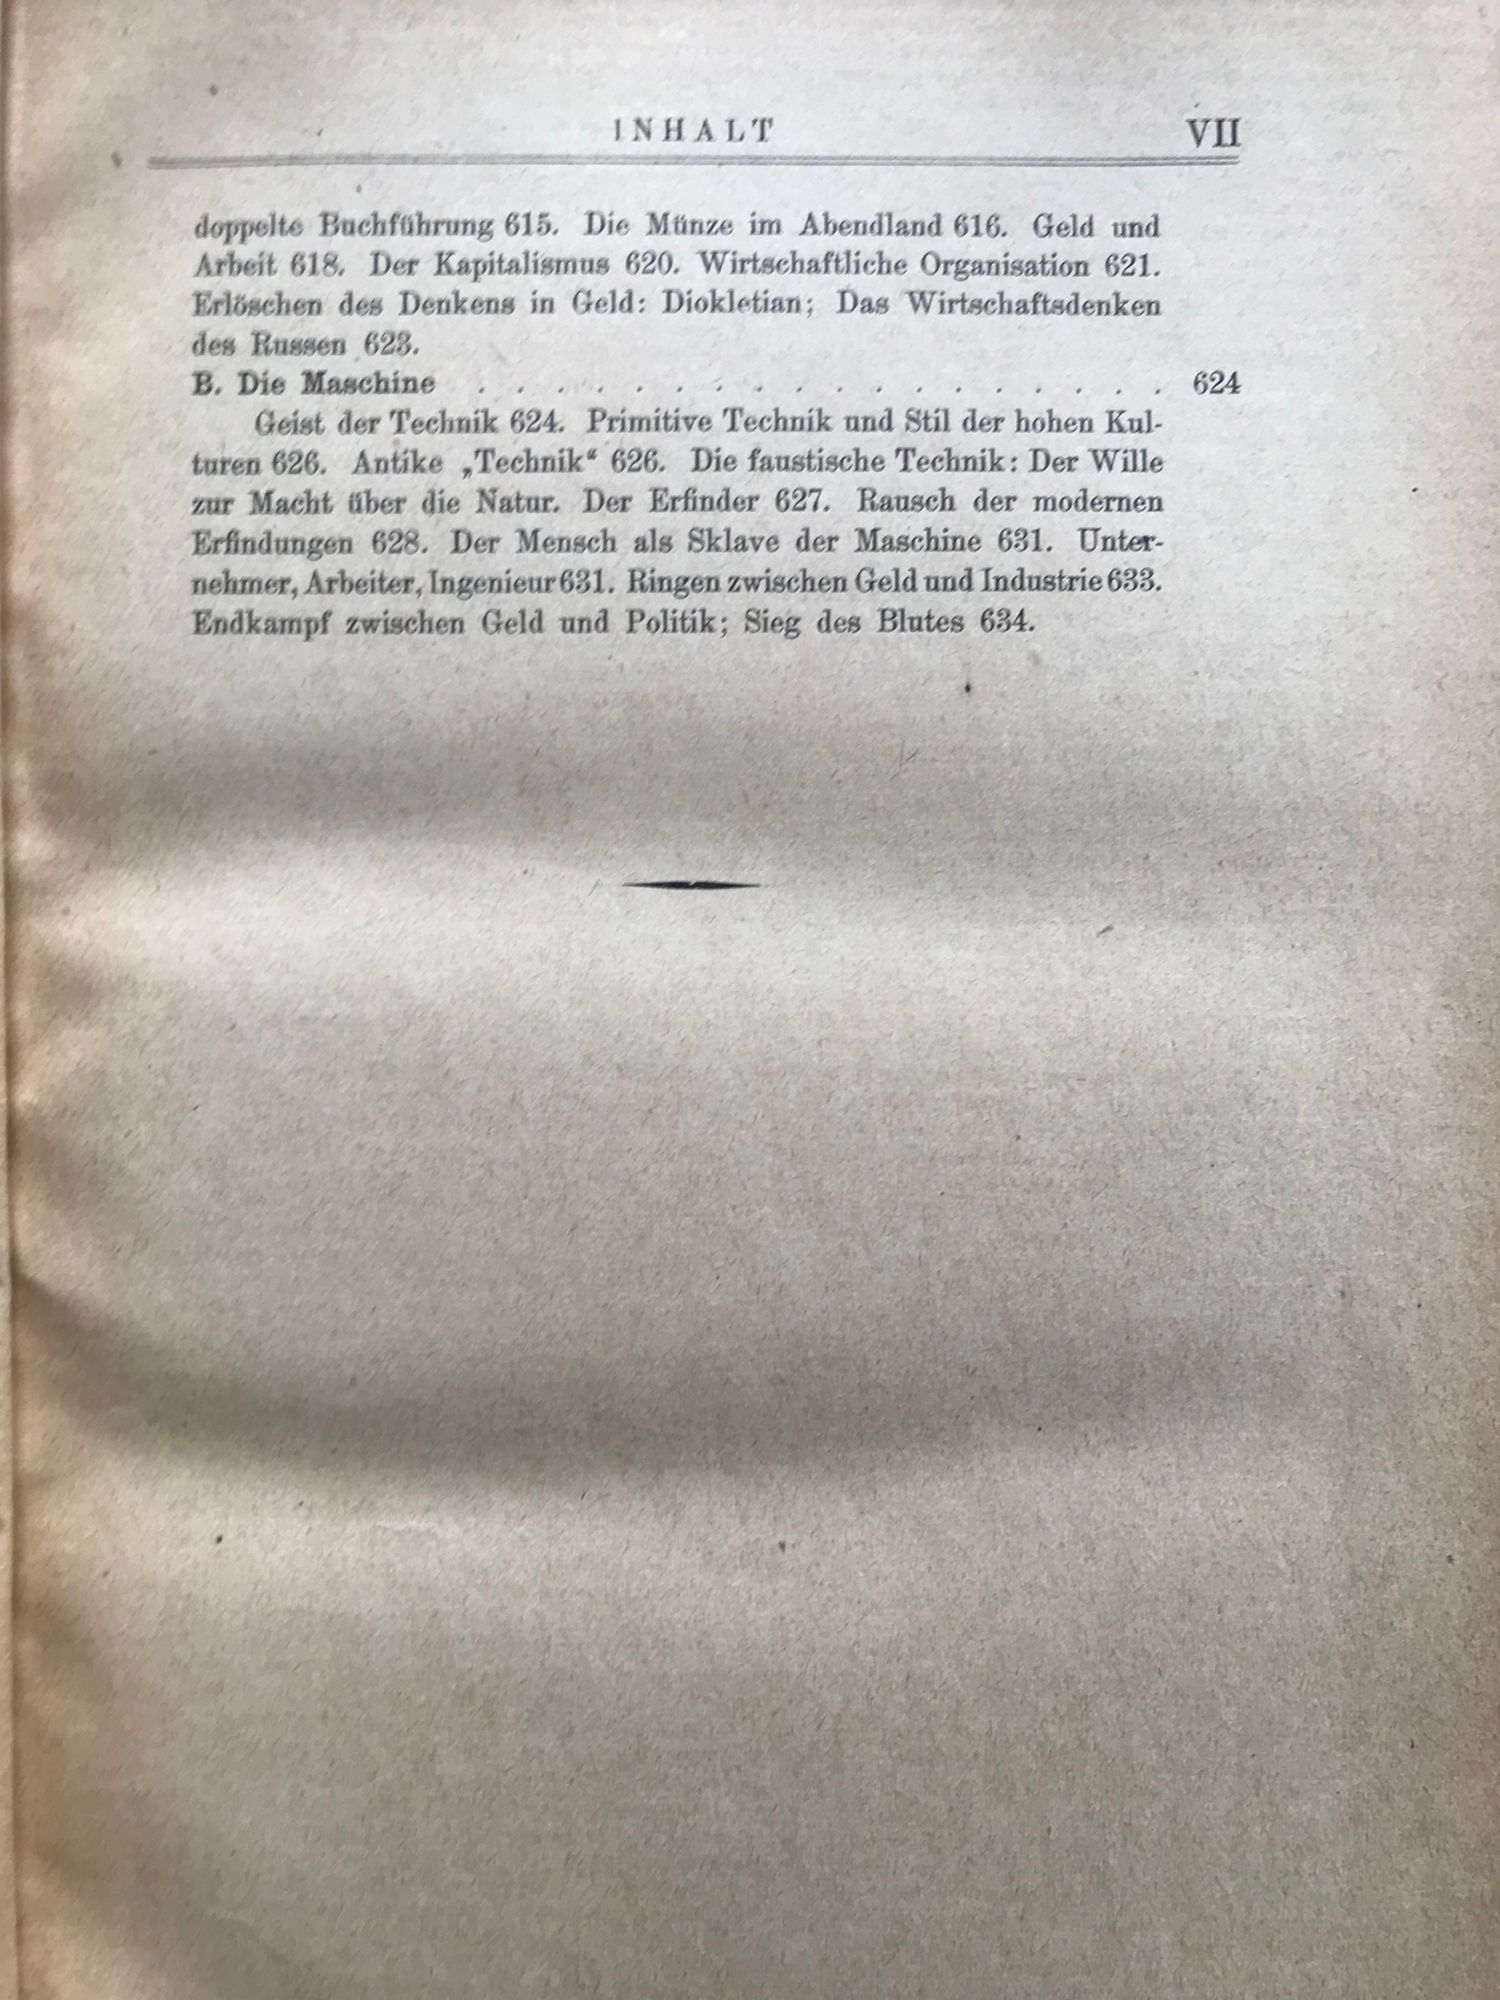 INHALT VII
doppelte Buchführung 615. Die Münze im Abendland 616. Geld und
Arbeit 618. Der Kapitalismus 620. Wirtschaftliche Organisation 621.
Erlöschen des Denkens in Geld: Diokletian; Das Wirtschaftsdenken
des Russen 623.
B. Die Maschine . . . . . . . . . . . . . . . . . . 624
Geist der Technik 624. Primitive Technik und Stil der hohen Kul-
turen 626. Antike „Technik“ 626. Die faustische Technik: Der Wille
zur Macht über die Natur. Der Erfinder 627. Rausch der modernen
Erfindungen 628. Der Mensch als Sklave der Maschine 631. Unter-
nehmer, Arbeiter, Ingenieur 631. Ringen zwischen Geld und Industrie 633.
Endkampf zwischen Geld und Politik; Sieg des Blutes 634.